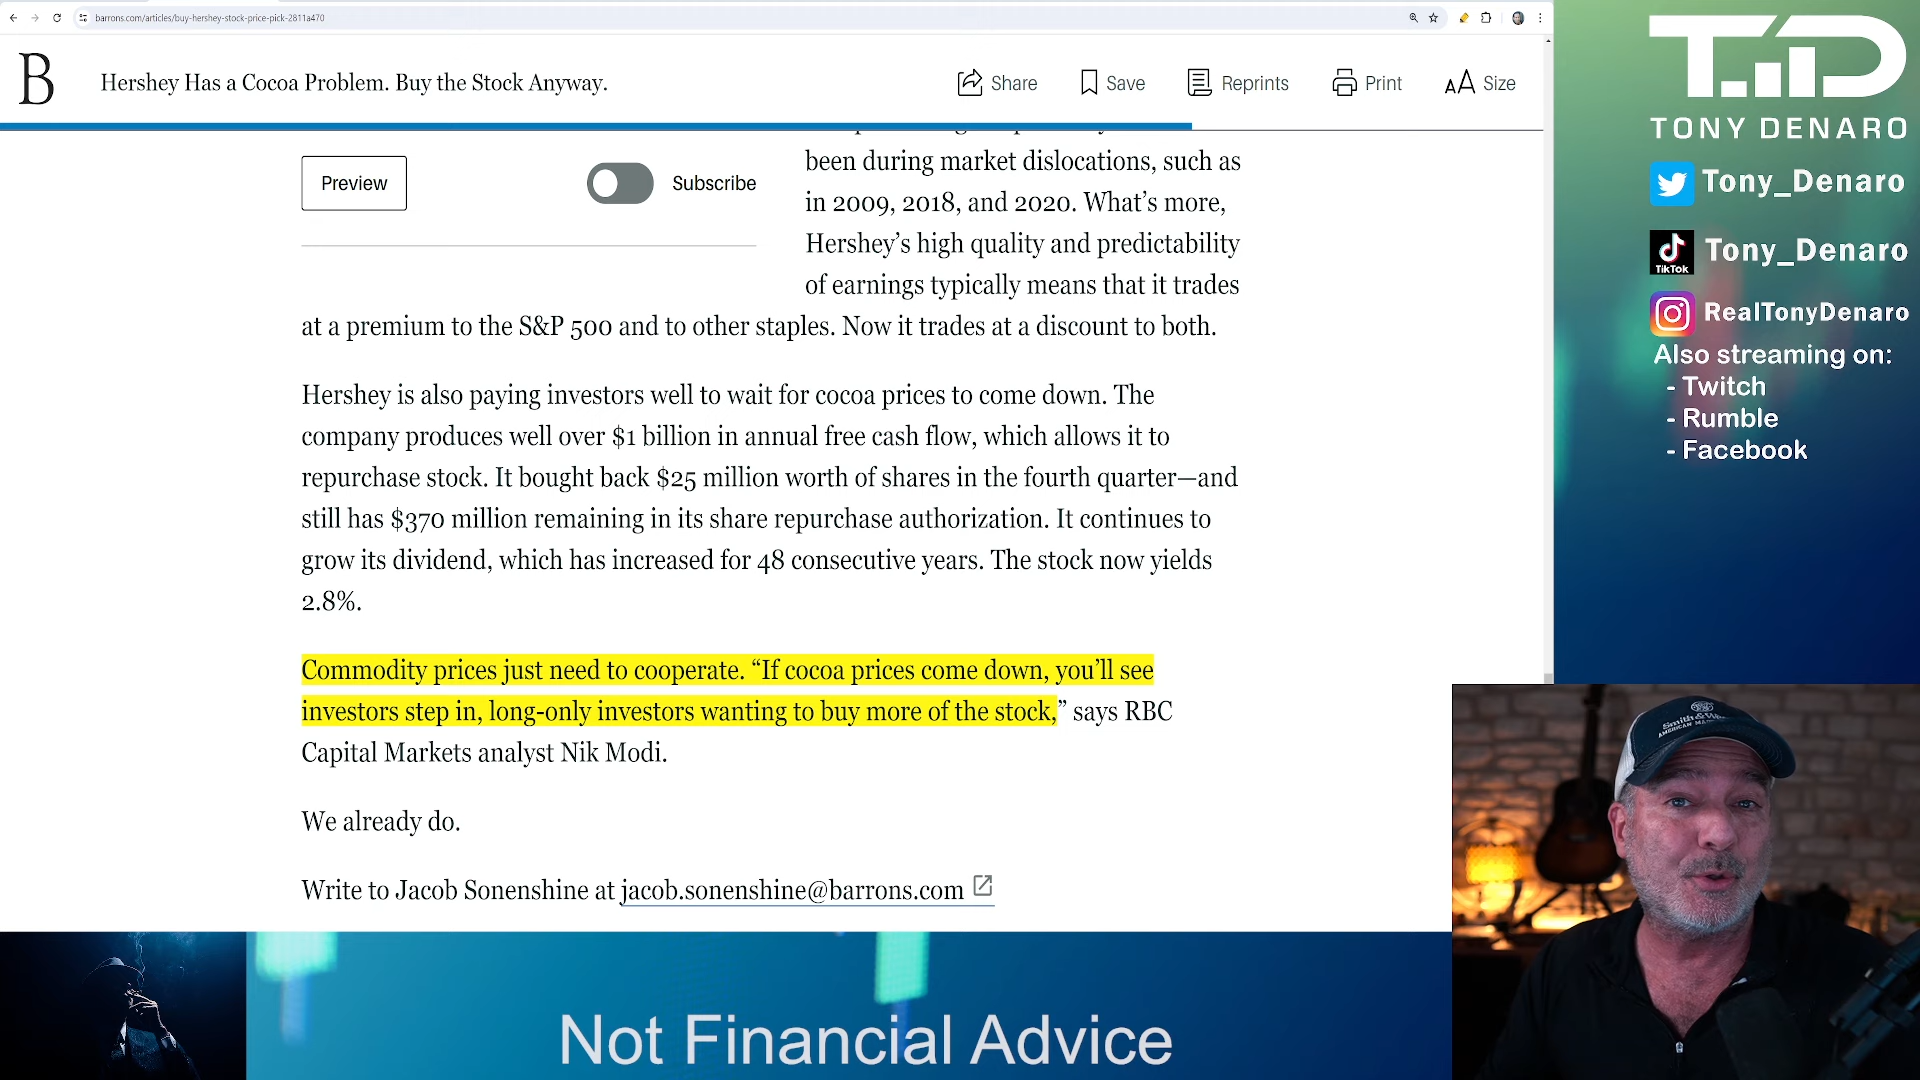 barrons.com/articles/buy-hershey-stock-price-pick-2811a470
B
Hershey Has a Cocoa Problem. Buy the Stock Anyway.
Share
Save
Reprints
Print
AA Size
Preview
Subscribe
been during market dislocations, such as
in 2009, 2018, and 2020. What’s more,
Hershey’s high quality and predictability
of earnings typically means that it trades
at a premium to the S&P 500 and to other staples. Now it trades at a discount to both.
Hershey is also paying investors well to wait for cocoa prices to come down. The
company produces well over $1 billion in annual free cash flow, which allows it to
repurchase stock. It bought back $25 million worth of shares in the fourth quarter—and
still has $370 million remaining in its share repurchase authorization. It continues to
grow its dividend, which has increased for 48 consecutive years. The stock now yields
2.8%.
Commodity prices just need to cooperate. “If cocoa prices come down, you’ll see
investors step in, long-only investors wanting to buy more of the stock,” says RBC
Capital Markets analyst Nik Modi.
We already do.
Write to Jacob Sonenshine at jacob.sonenshine@barrons.com
TD
TONY DENARO
Tony_Denaro
TikTok
Tony_Denaro
RealTonyDenaro
Also streaming on:
- Twitch
- Rumble
- Facebook
Not Financial Advice